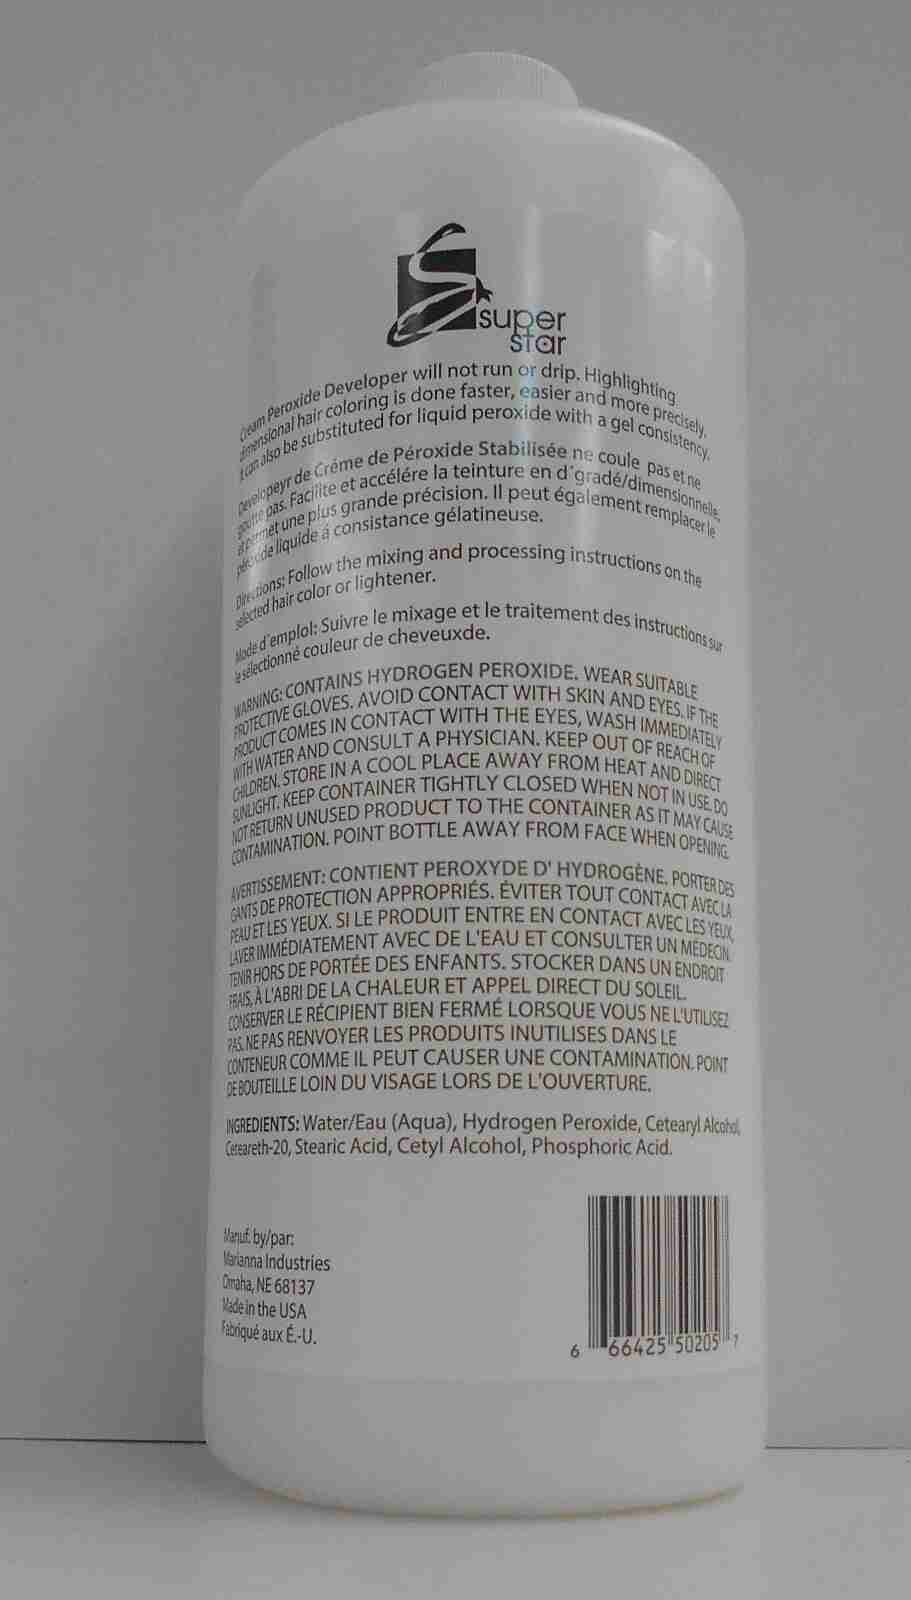 super
star
Cream Peroxide Developer will not run or drip. Highlighting
dimensional hair coloring is done faster, easier and more precisely.
It can also be substituted for liquid peroxide with a gel consistency.
Developeyr de Créme de Péroxide Stabilisée ne coule pas et ne
goutte pas. Facilite et accélére la teinture en d´gradé/dimensionnelle,
et permet une plus grande précision. Il peut également remplacer le
péroxide liquide á consistance gélatineuse.
Directions: Follow the mixing and processing instructions on the
selected hair color or lightener.
Mode d´emplol: Suivre le mixage et le traitement des instructions sur
le sélectionné couleur de cheveuxde.
WARNING: CONTAINS HYDROGEN PEROXIDE. WEAR SUITABLE
PROTECTIVE GLOVES. AVOID CONTACT WITH SKIN AND EYES. IF THE
PRODUCT COMES IN CONTACT WITH THE EYES, WASH IMMEDIATELY
WITH WATER AND CONSULT A PHYSICIAN. KEEP OUT OF REACH OF
CHILDREN. STORE IN A COOL PLACE AWAY FROM HEAT AND DIRECT
SUNLIGHT. KEEP CONTAINER TIGHTLY CLOSED WHEN NOT IN USE. DO
NOT RETURN UNUSED PRODUCT TO THE CONTAINER AS IT MAY CAUSE
CONTAMINATION. POINT BOTTLE AWAY FROM FACE WHEN OPENING.
AVERTISSEMENT: CONTIENT PEROXYDE D' HYDROGÈNE. PORTER DES
GANTS DE PROTECTION APPROPRIÉS. ÉVITER TOUT CONTACT AVEC LA
PEAU ET LES YEUX. SI LE PRODUIT ENTRE EN CONTACT AVEC LES YEUX,
LAVER IMMÉDIATEMENT AVEC DE L'EAU ET CONSULTER UN MÉDECIN.
TENIR HORS DE PORTÉE DES ENFANTS. STOCKER DANS UN ENDROIT
FRAIS, À L'ABRI DE LA CHALEUR ET APPEL DIRECT DU SOLEIL.
CONSERVER LE RÉCIPIENT BIEN FERMÉ LORSQUE VOUS NE L'UTILISEZ
PAS. NE PAS RENVOYER LES PRODUITS INUTILISES DANS LE
CONTENEUR COMME IL PEUT CAUSER UNE CONTAMINATION. POINT
DE BOUTEILLE LOIN DU VISAGE LORS DE L'OUVERTURE.
INGREDIENTS: Water/Eau (Aqua), Hydrogen Peroxide, Cetearyl Alcohol,
Ceteareth-20, Stearic Acid, Cetyl Alcohol, Phosphoric Acid.
Manuf. by/par:
Marianna Industries
Omaha, NE 68137
Made in the USA
Fabriqué aux É.-U.
6 66425 50205 7